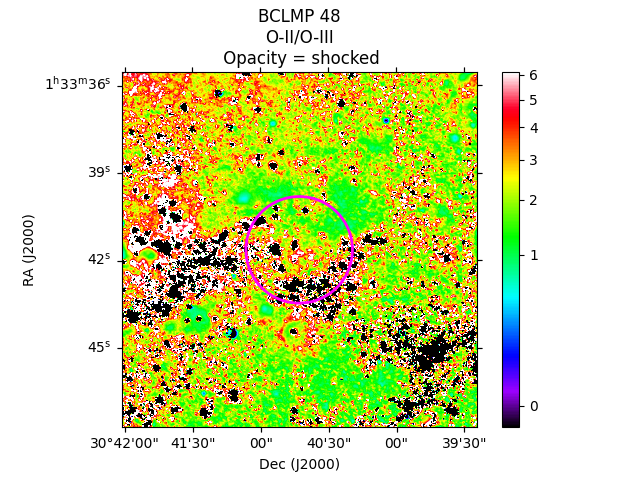 BCLMP 48
O-II/O-III
Opacity = shocked
1ʰ33ᵐ36ˢ
39ˢ
42ˢ
45ˢ
RA (J2000)
30°42'00" 41'30" 00" 40'30" 00" 39'30"
Dec (J2000)
6
5
4
3
2
1
0